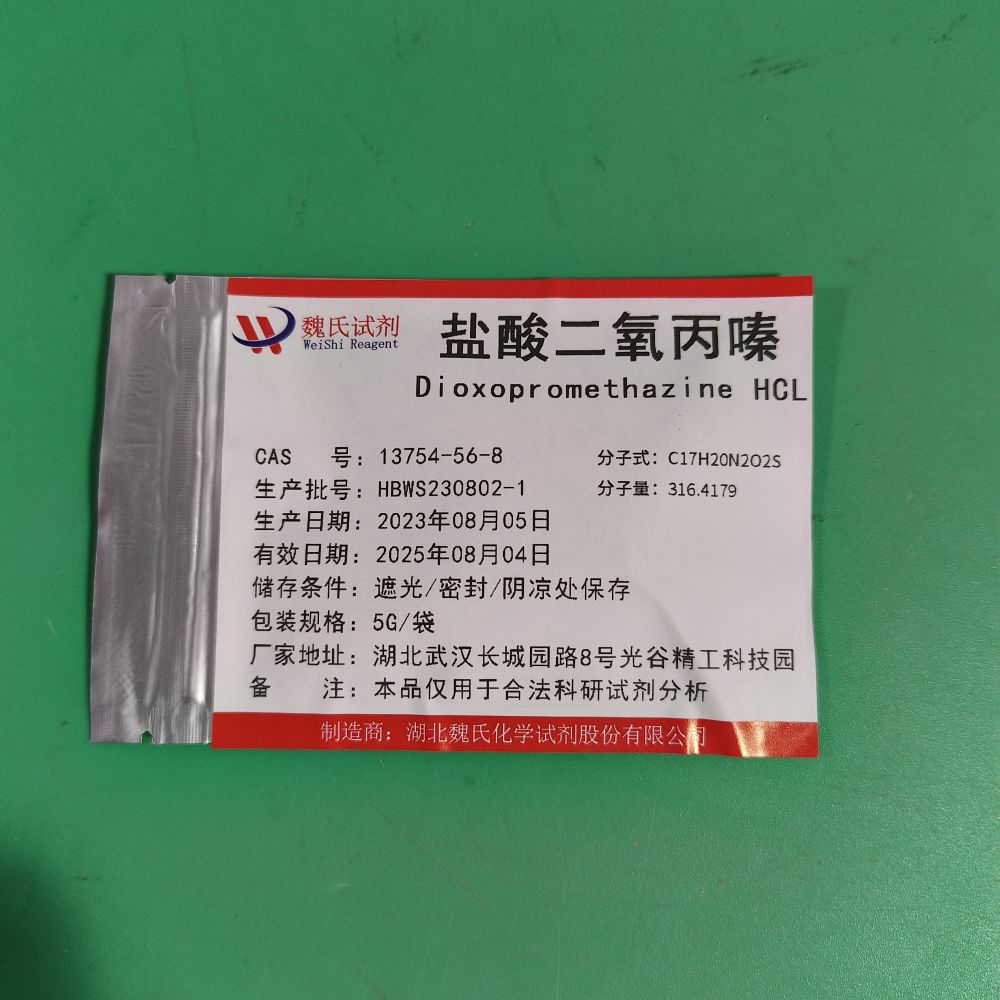 魏氏试剂
WeiShi Reagent
盐酸二氧丙嗪
Dioxopromethazine HCL
CAS 号：13754-56-8
分子式：C17H20N2O2S
生产批号：HBWS230802-1
分子量：316.4179
生产日期：2023年08月05日
有效日期：2025年08月04日
储存条件：遮光/密封/阴凉处保存
包装规格：5G/袋
厂家地址：湖北武汉长城园路8号光谷精工科技园
备 注：本品仅用于合法科研试剂分析
制造商：湖北魏氏化学试剂股份有限公司